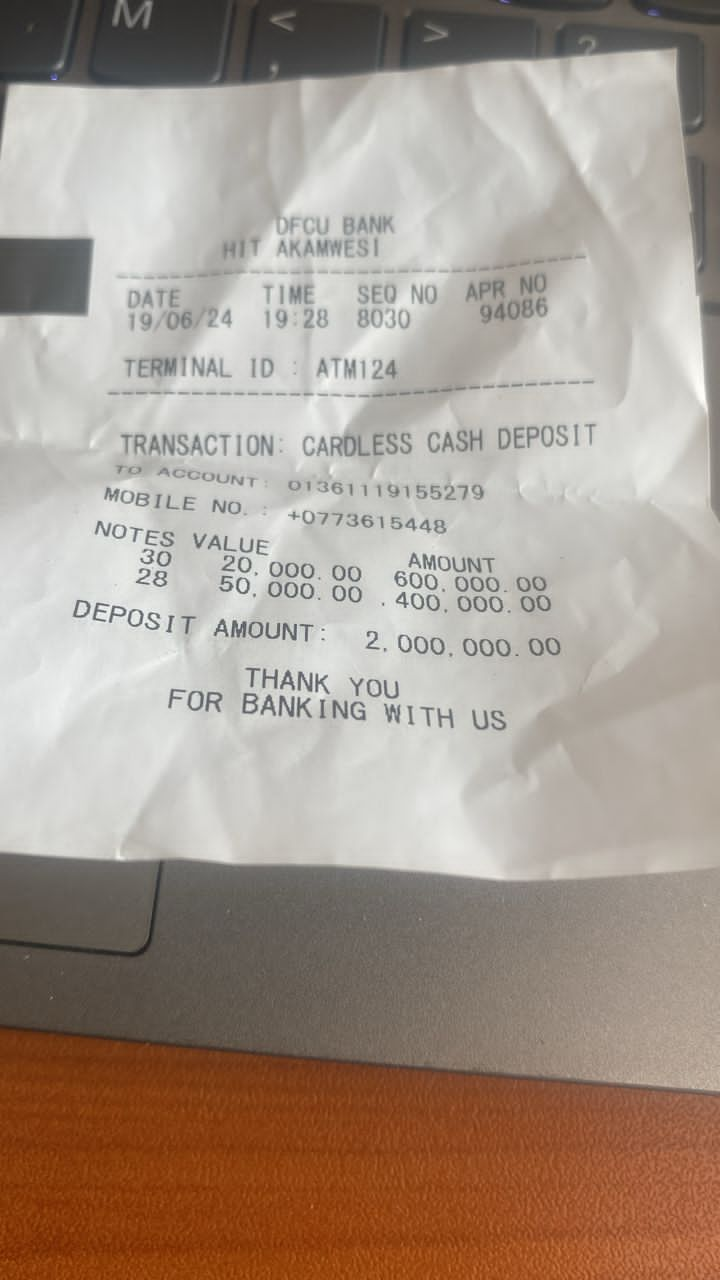 M < , > ?
DFCU BANK
HIT AKAMWESI
DATE TIME SEQ NO APR NO
19/06/24 19:28 8030 94086
TERMINAL ID : ATM124
TRANSACTION: CARDLESS CASH DEPOSIT
TO ACCOUNT: 01361119155279
MOBILE NO. : +0773615448
NOTES VALUE AMOUNT
30 20,000.00 600,000.00
28 50,000.00 ,400,000.00
DEPOSIT AMOUNT: 2,000,000.00
THANK YOU
FOR BANKING WITH US